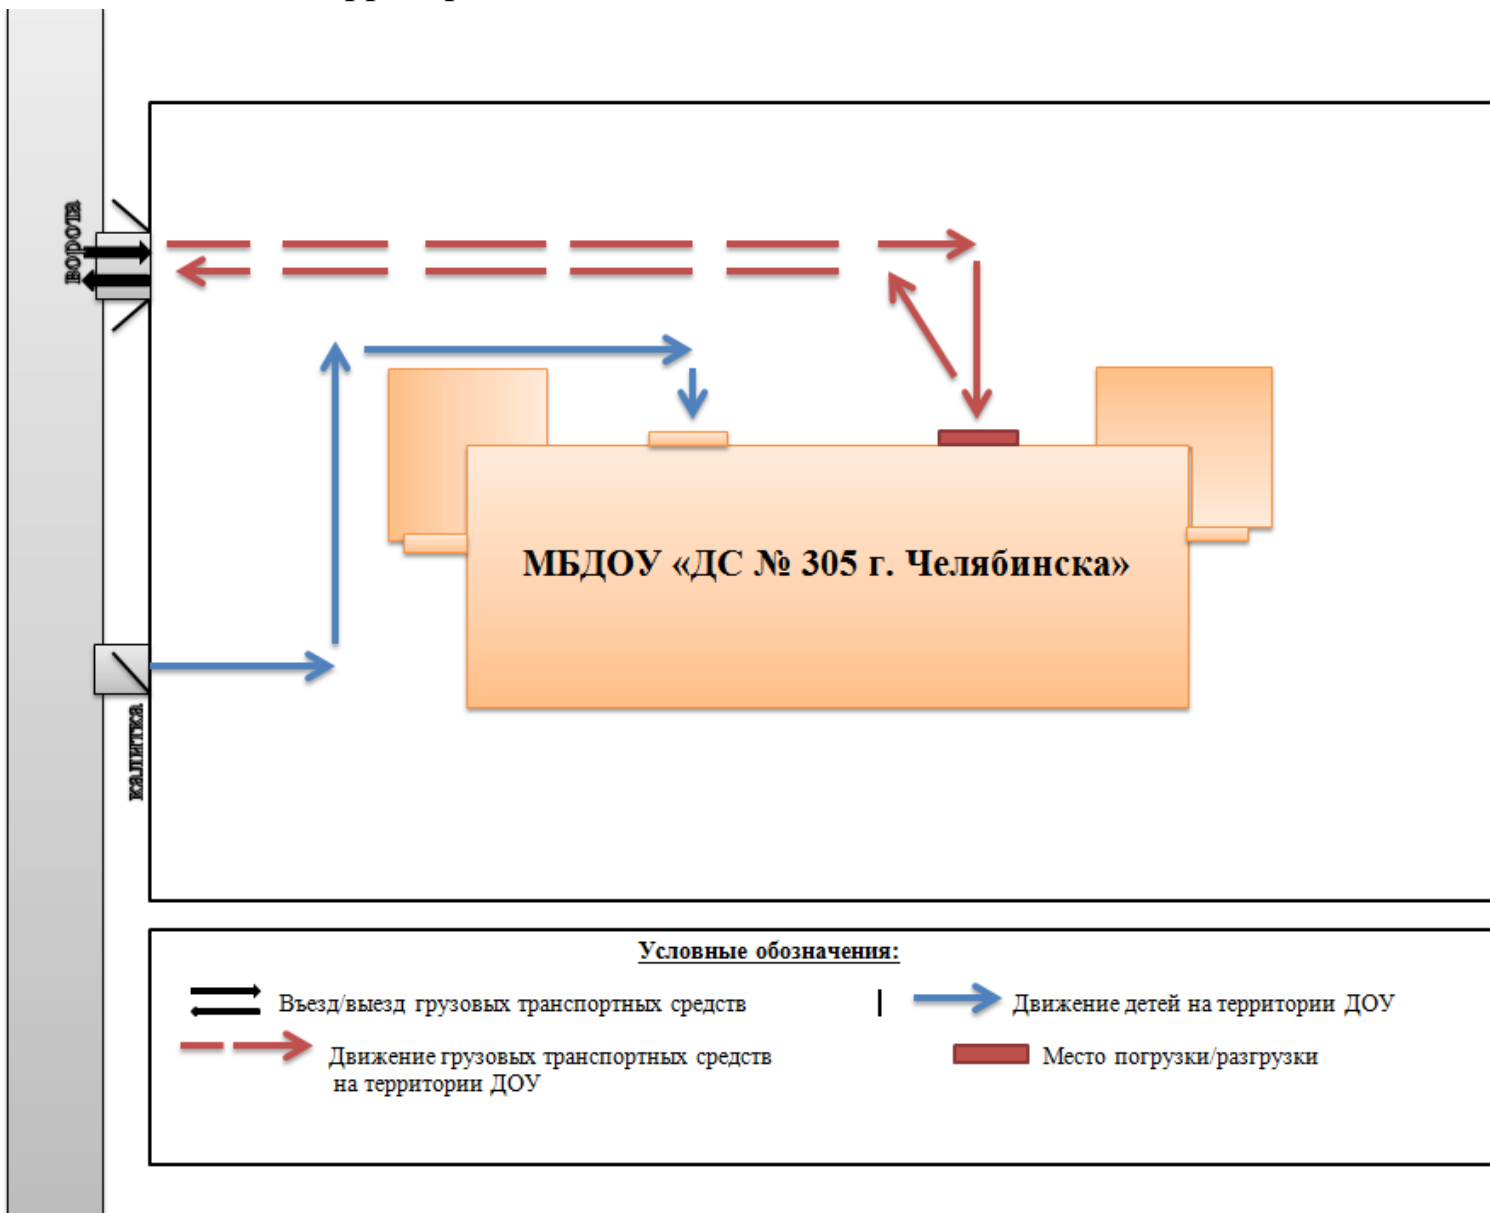 ворота
МБДОУ «ДС № 305 г. Челябинска»
калитка
Условные обозначения:
Въезд/выезд грузовых транспортных средств
Движение детей на территории ДОУ
Движение грузовых транспортных средств
на территории ДОУ
Место погрузки/разгрузки